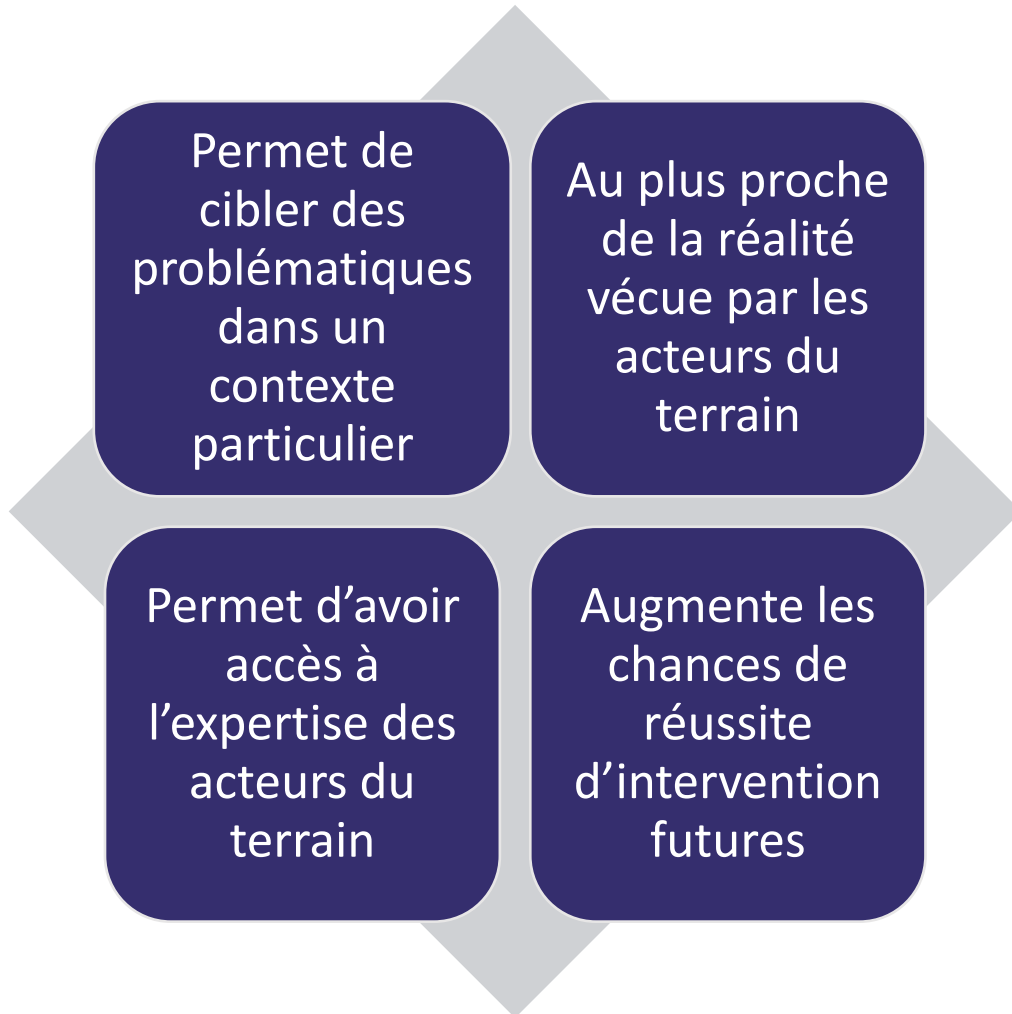 Permet de
cibler des
problématiques
dans un
contexte
particulier
Au plus proche
de la réalité
vécue par les
acteurs du
terrain
Permet d’avoir
accès à
l’expertise des
acteurs du
terrain
Augmente les
chances de
réussite
d’intervention
futures